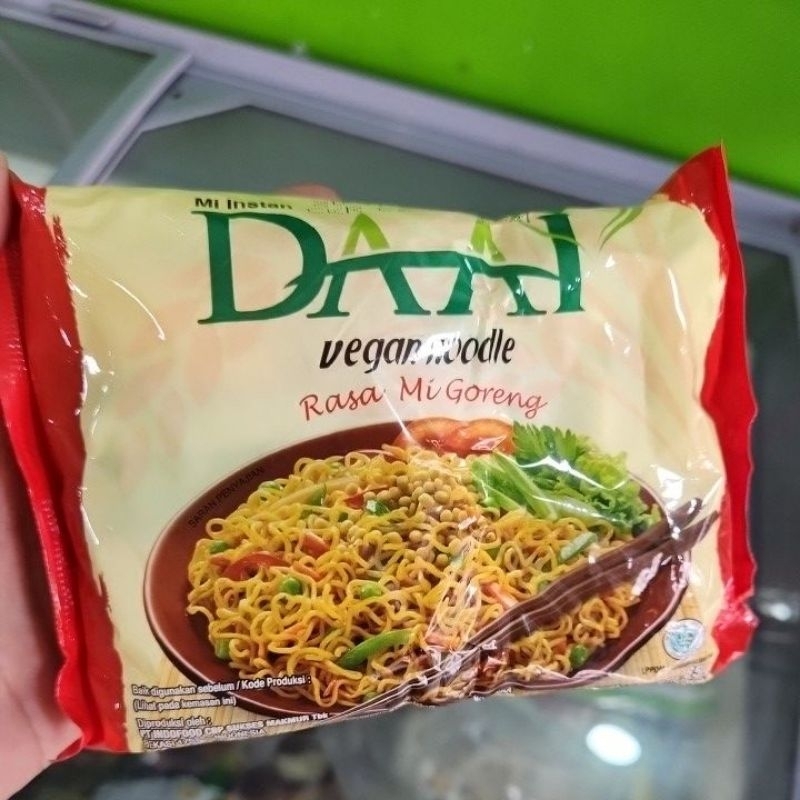 Mi Instan
DAAI
vegan noodle
Rasa Mi Goreng
SARAN PENYAJIAN
Baik digunakan sebelum / Kode Produksi :
(Lihat pada kemasan ini)
Diproduksi oleh :
PT INDOFOOD CBP SUKSES MAKMUR Tbk